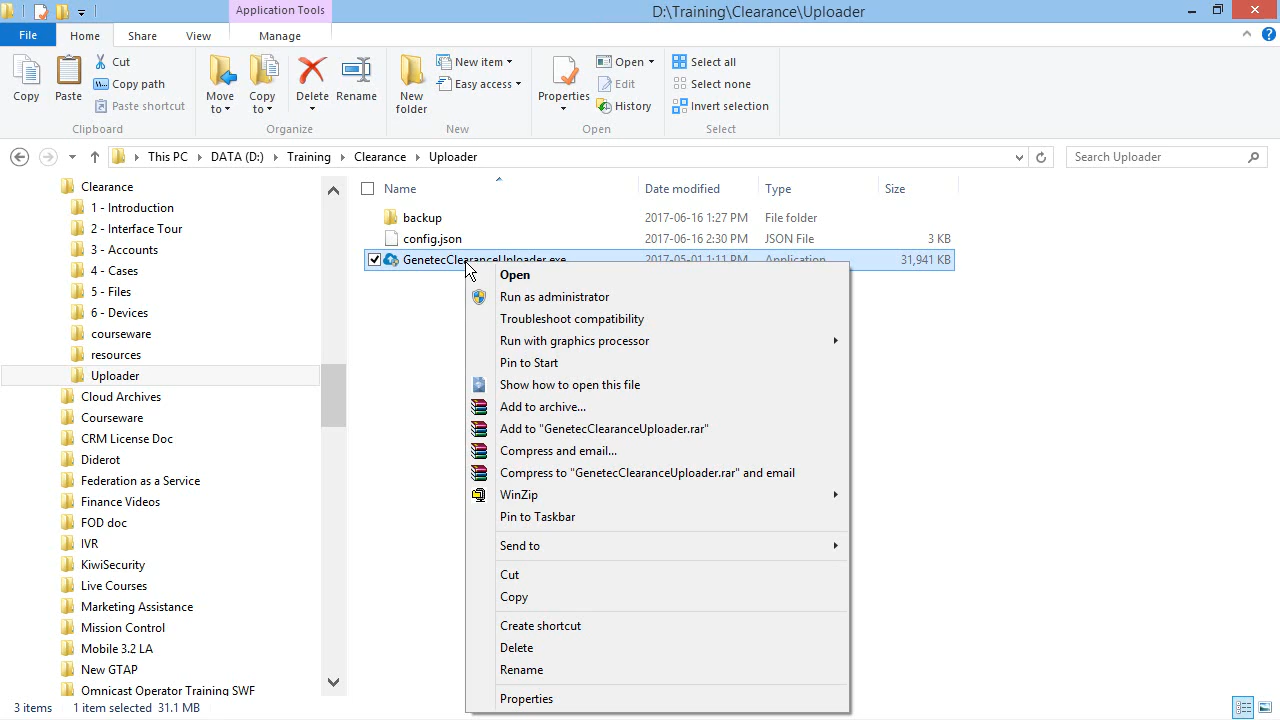 Application Tools
D:\Training\Clearance\Uploader
File
Home
Share
View
Manage
Copy
Paste
Cut
Copy path
Paste shortcut
Clipboard
Move to
Copy to
Delete
Rename
Organize
New folder
New item
Easy access
New
Properties
Open
Edit
History
Open
Select all
Select none
Invert selection
Select
This PC
DATA (D:)
Training
Clearance
Uploader
Search Uploader
Clearance
1 - Introduction
2 - Interface Tour
3 - Accounts
4 - Cases
5 - Files
6 - Devices
courseware
resources
Uploader
Cloud Archives
Courseware
CRM License Doc
Diderot
Federation as a Service
Finance Videos
FOD doc
IVR
KiwiSecurity
Live Courses
Marketing Assistance
Mission Control
Mobile 3.2 LA
New GTAP
Omnicast Operator Training SWF
Name Date modified Type Size
backup 2017-06-16 1:27 PM File folder
config.json 2017-06-16 2:30 PM JSON File 3 KB
GenetecClearanceUploader.exe 2017-05-01 1:11 PM Application 31,941 KB
Open
Run as administrator
Troubleshoot compatibility
Run with graphics processor
Pin to Start
Show how to open this file
Add to archive...
Add to "GenetecClearanceUploader.rar"
Compress and email...
Compress to "GenetecClearanceUploader.rar" and email
WinZip
Pin to Taskbar
Send to
Cut
Copy
Create shortcut
Delete
Rename
Properties
3 items 1 item selected 31.1 MB